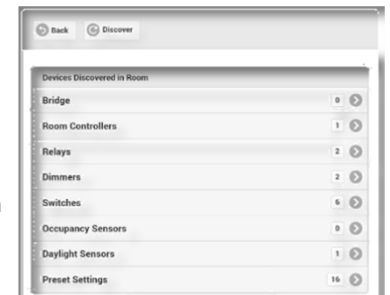 Back Discover
Devices Discovered in Room
Bridge 0
Room Controllers 1
Relays 2
Dimmers 2
Switches 6
Occupancy Sensors 0
Daylight Sensors 1
Preset Settings 16